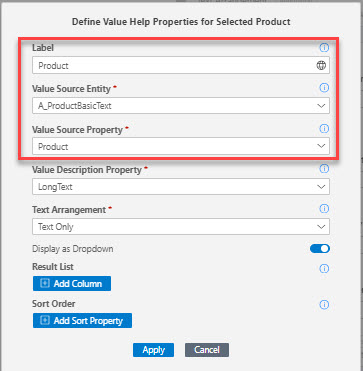 Define Value Help Properties for Selected Product
Label
Product
Value Source Entity *
A_ProductBasicText
Value Source Property *
Product
Value Description Property *
LongText
Text Arrangement *
Text Only
Display as Dropdown
Result List
Add Column
Sort Order
Add Sort Property
Apply Cancel